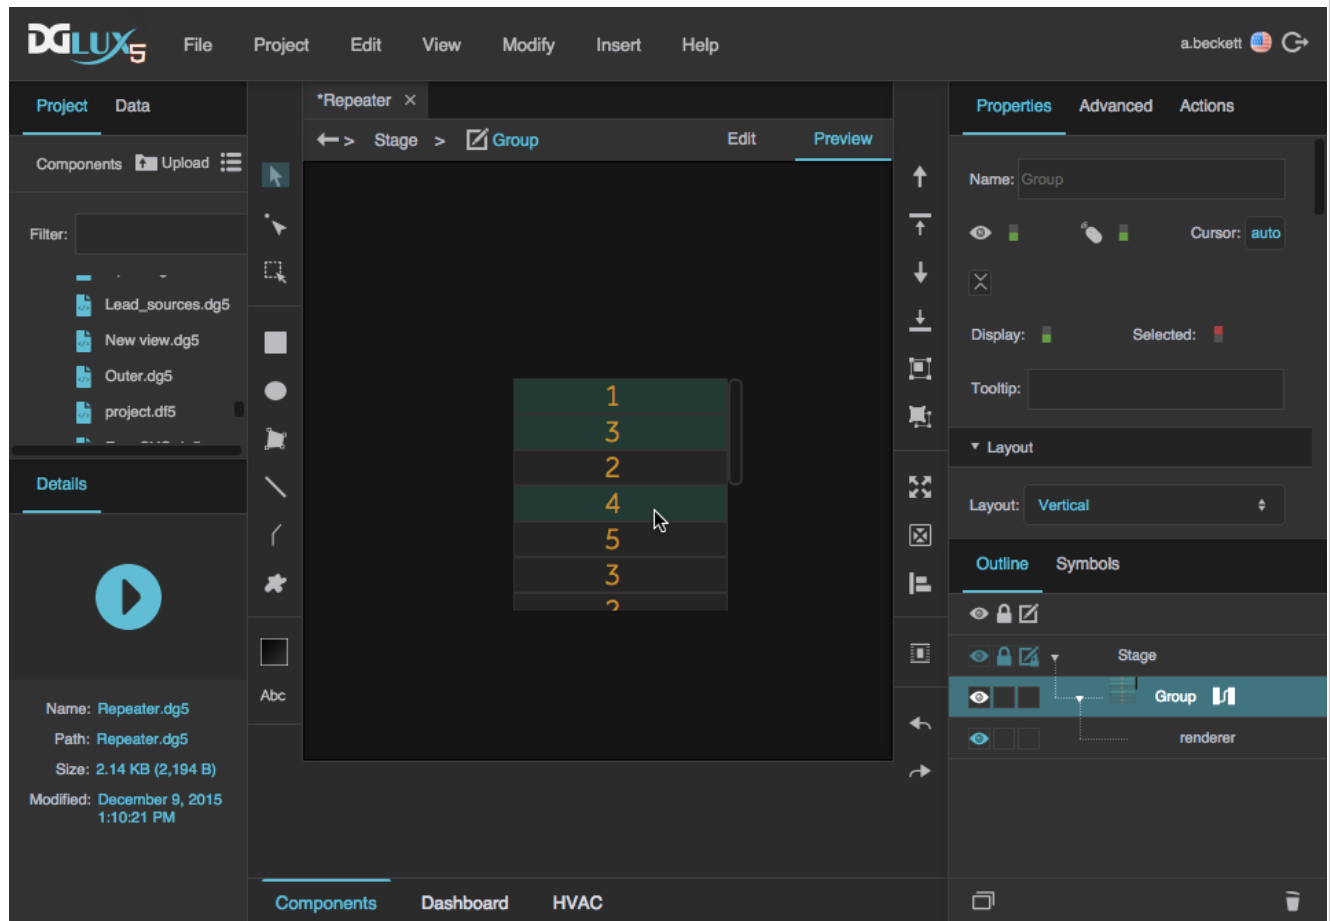 DGLUX5
File Project Edit View Modify Insert Help
a.beckett
Project Data
Components Upload
Filter:
Lead_sources.dg5
New view.dg5
Outer.dg5
project.df5
Details
Name: Repeater.dg5
Path: Repeater.dg5
Size: 2.14 KB (2,194 B)
Modified: December 9, 2015
1:10:21 PM
Abc
*Repeater ×
> Stage > Group
Edit Preview
1
3
2
4
5
3
2
Components Dashboard HVAC
Properties Advanced Actions
Name: Group
Cursor: auto
Display: Selected:
Tooltip:
Layout
Layout: Vertical
Outline Symbols
Stage
Group
renderer